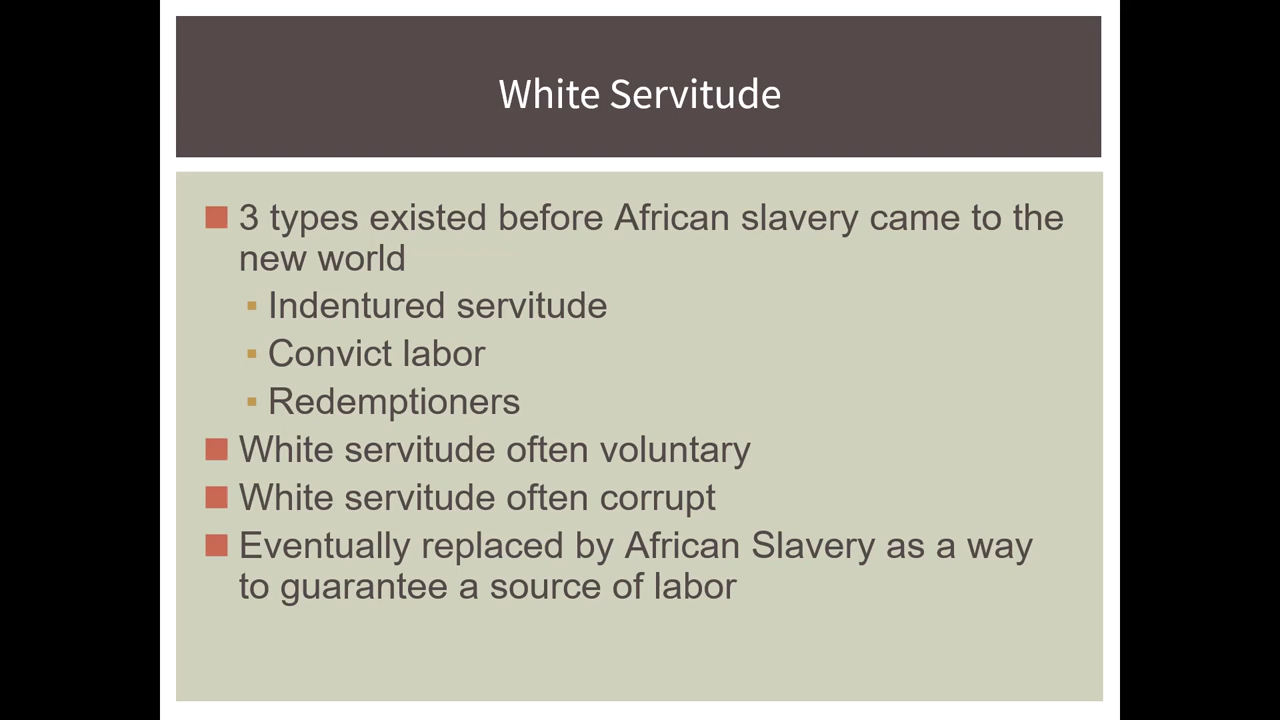 White Servitude
3 types existed before African slavery came to the
new world
Indentured servitude
Convict labor
Redemptioners
White servitude often voluntary
White servitude often corrupt
Eventually replaced by African Slavery as a way
to guarantee a source of labor